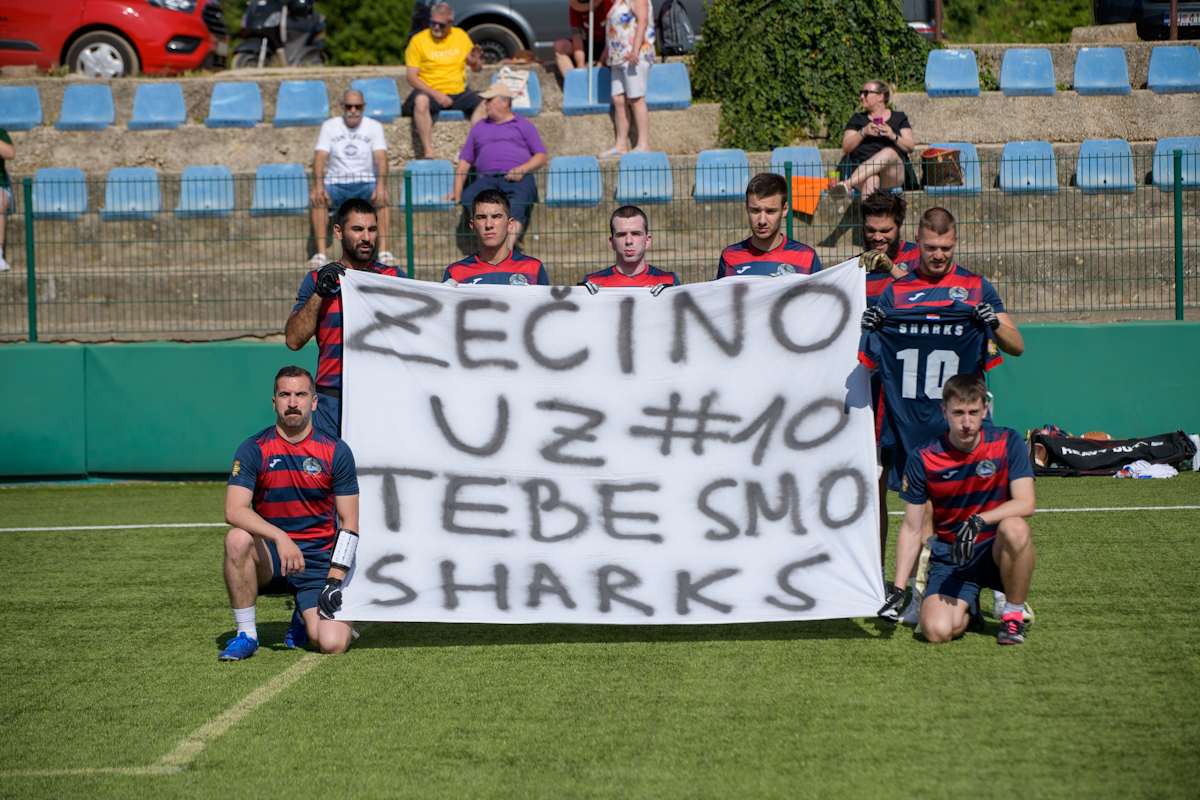 ZEČINO
UZ #10
TEBE SMO
SHARKS
SHARKS
10